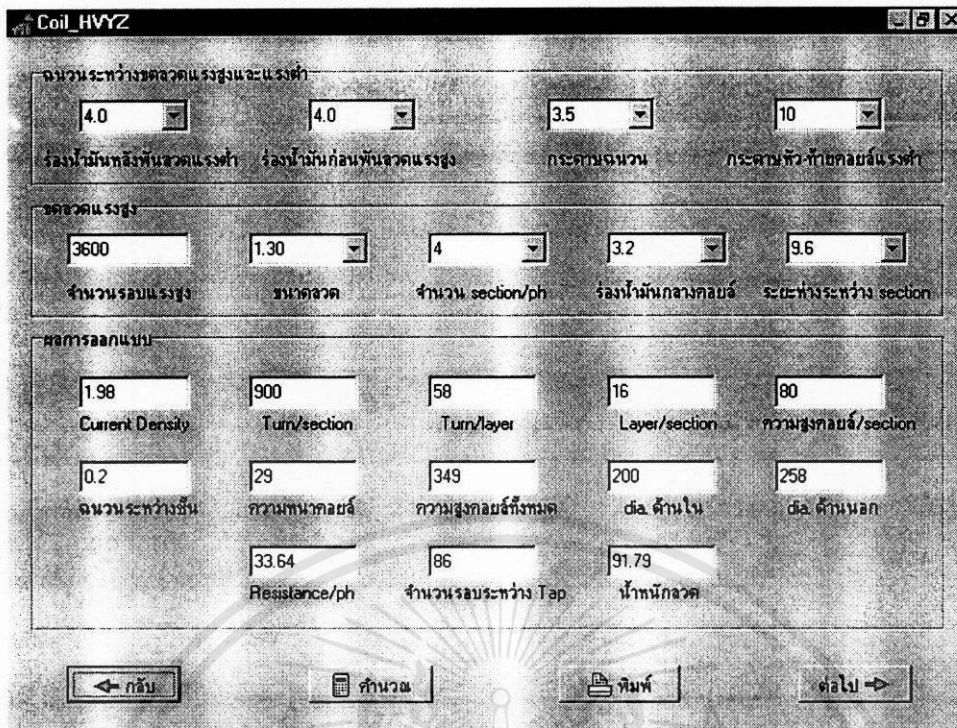 Coil_HVYZ
ฉนวนระหว่างขดลวดแรงสูงและแรงต่ำ
4.0 4.0 3.5 10
ร่องน้ำมันหลังพันลวดแรงต่ำ ร่องน้ำมันก่อนพันลวดแรงสูง กระดาษฉนวน กระดาษหัว-ท้ายคอยล์แรงต่ำ
ขดลวดแรงสูง
3600 1.30 4 3.2 9.6
จำนวนรอบแรงสูง ขนาดลวด จำนวน section/ph ร่องน้ำมันกลางคอยล์ ระยะห่างระหว่าง section
ผลการออกแบบ
1.98 900 58 16 80
Current Density Turn/section Turn/layer Layer/section ความสูงคอยล์/section
0.2 29 349 200 258
ฉนวนระหว่างชั้น ความหนาคอยล์ ความสูงคอยล์ทั้งหมด dia. ด้านใน dia. ด้านนอก
33.64 86 91.79
Resistance/ph จำนวนรอบระหว่าง Tap น้ำหนักลวด
กลับ คำนวณ พิมพ์ ต่อไป